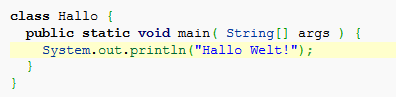 class Hallo {
  public static void main( String[] args ) {
    System.out.println("Hallo Welt!");
  }
}